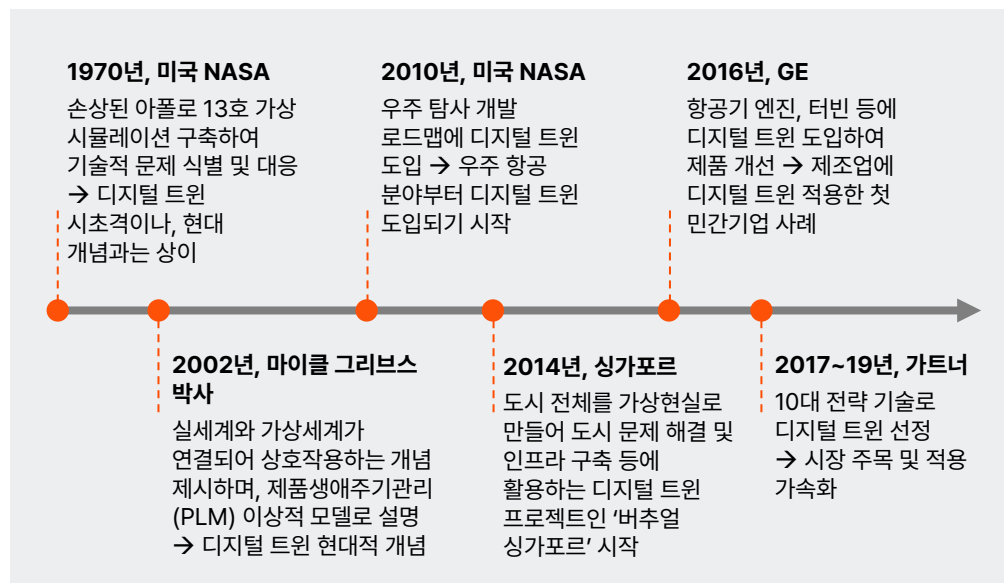 1970년, 미국 NASA
손상된 아폴로 13호 가상
시뮬레이션 구축하여
기술적 문제 식별 및 대응
→ 디지털 트윈
시초격이나, 현대
개념과는 상이
2002년, 마이클 그리브스
박사
실세계와 가상세계가
연결되어 상호작용하는 개념
제시하며, 제품생애주기관리
(PLM) 이상적 모델로 설명
→ 디지털 트윈 현대적 개념
2010년, 미국 NASA
우주 탐사 개발
로드맵에 디지털 트윈
도입 → 우주 항공
분야부터 디지털 트윈
도입되기 시작
2014년, 싱가포르
도시 전체를 가상현실로
만들어 도시 문제 해결 및
인프라 구축 등에
활용하는 디지털 트윈
프로젝트인 ‘버추얼
싱가포르’ 시작
2016년, GE
항공기 엔진, 터빈 등에
디지털 트윈 도입하여
제품 개선 → 제조업에
디지털 트윈 적용한 첫
민간기업 사례
2017~19년, 가트너
10대 전략 기술로
디지털 트윈 선정
→ 시장 주목 및 적용
가속화